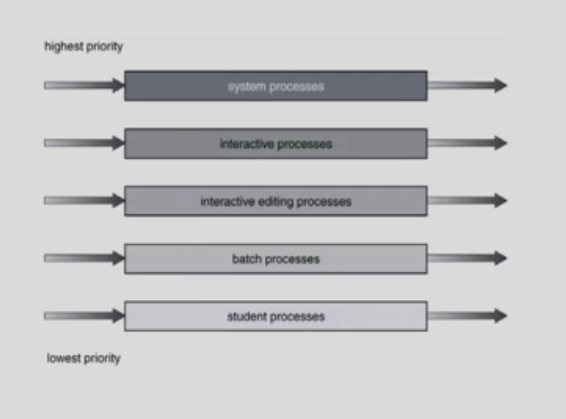 highest priority
system processes
interactive processes
interactive editing processes
batch processes
student processes
lowest priority